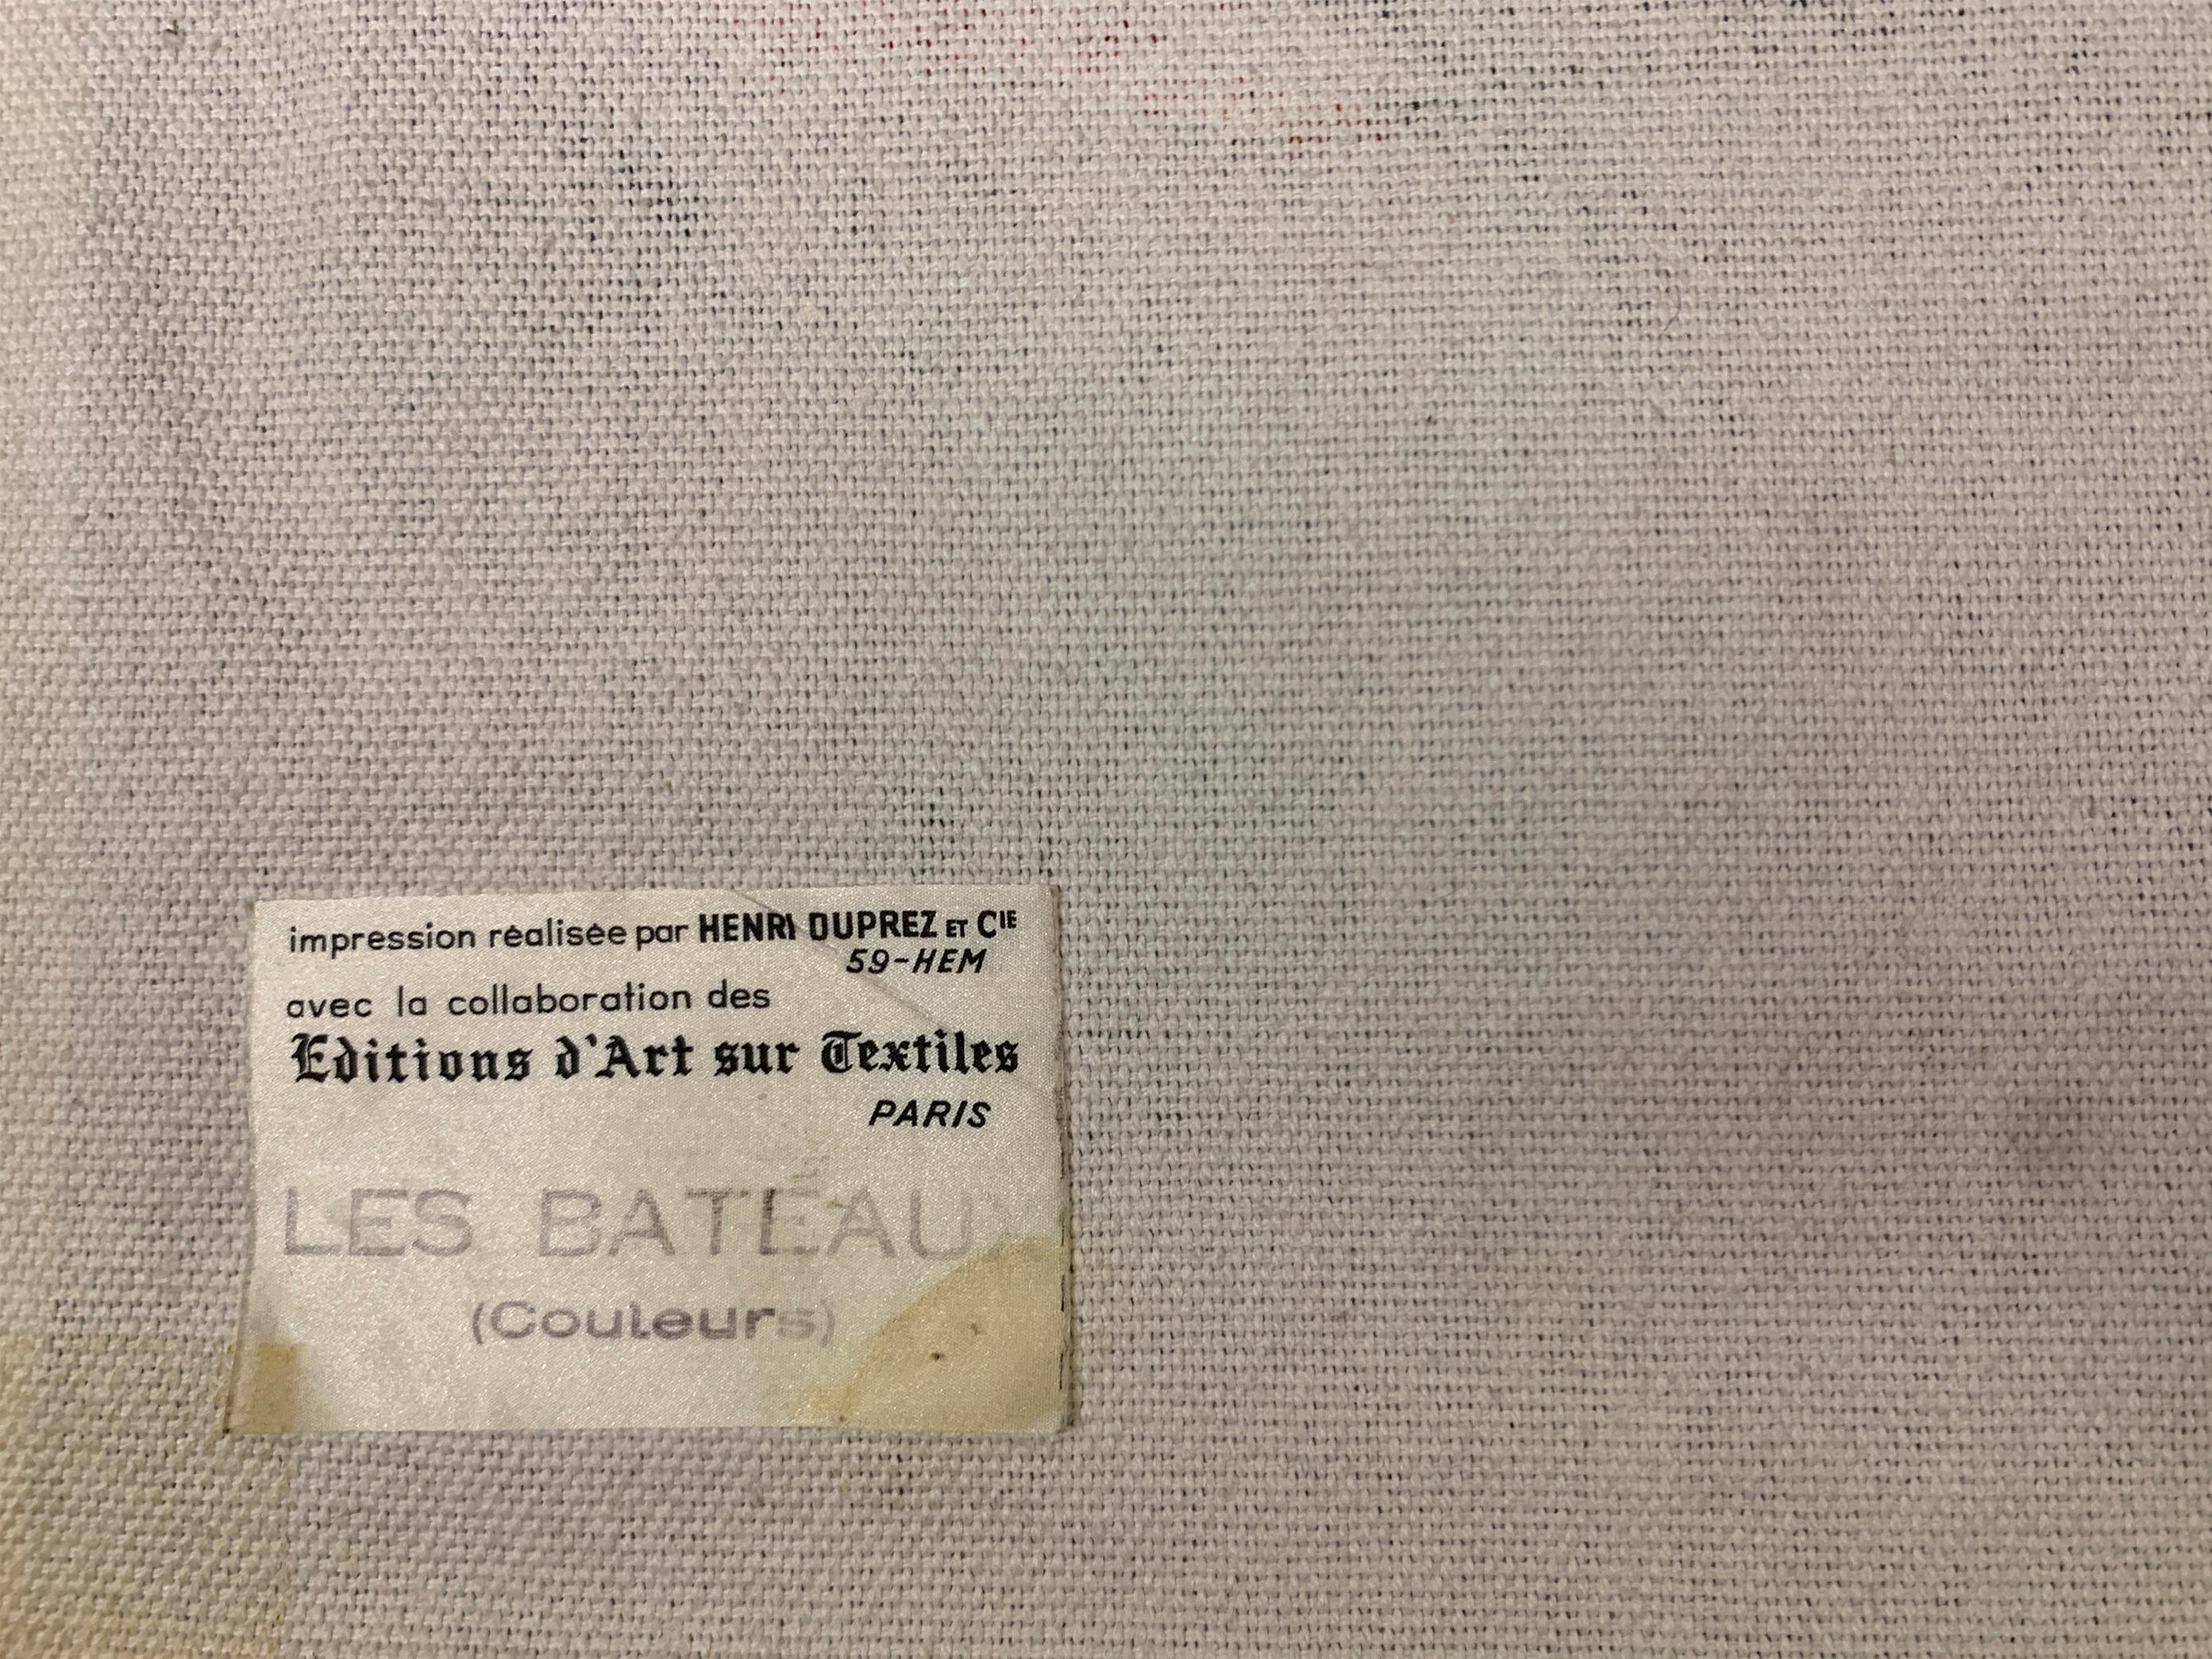 impression réalisée par HENRI DUPREZ ET CIE
59-HEM
avec la collaboration des
Editions d'Art sur Textiles
PARIS
LES BATEAUX
(Couleurs)